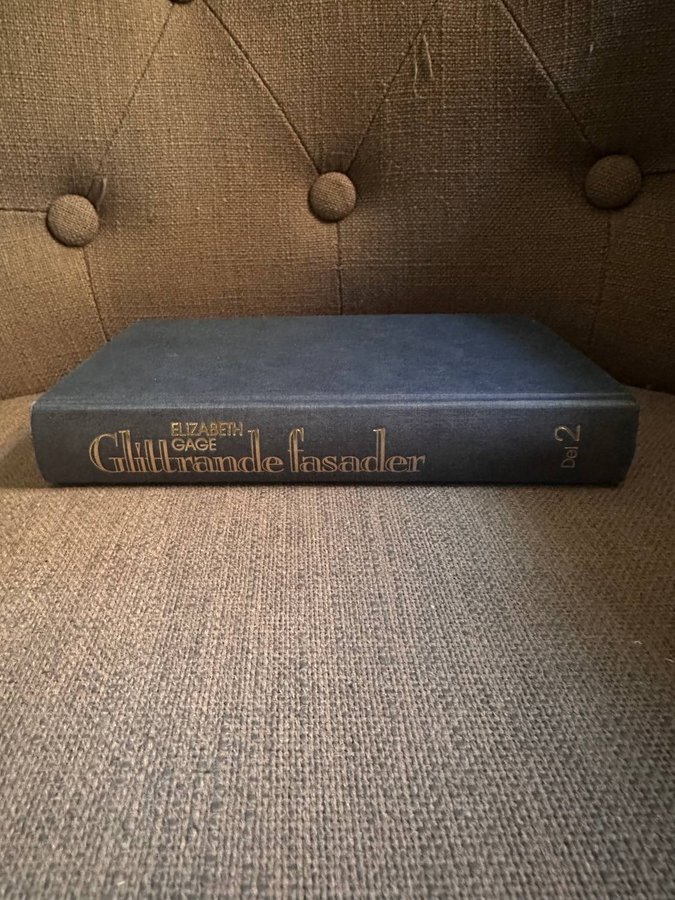 ELIZABETH
GAGE
Glittrande fasader
Del 2